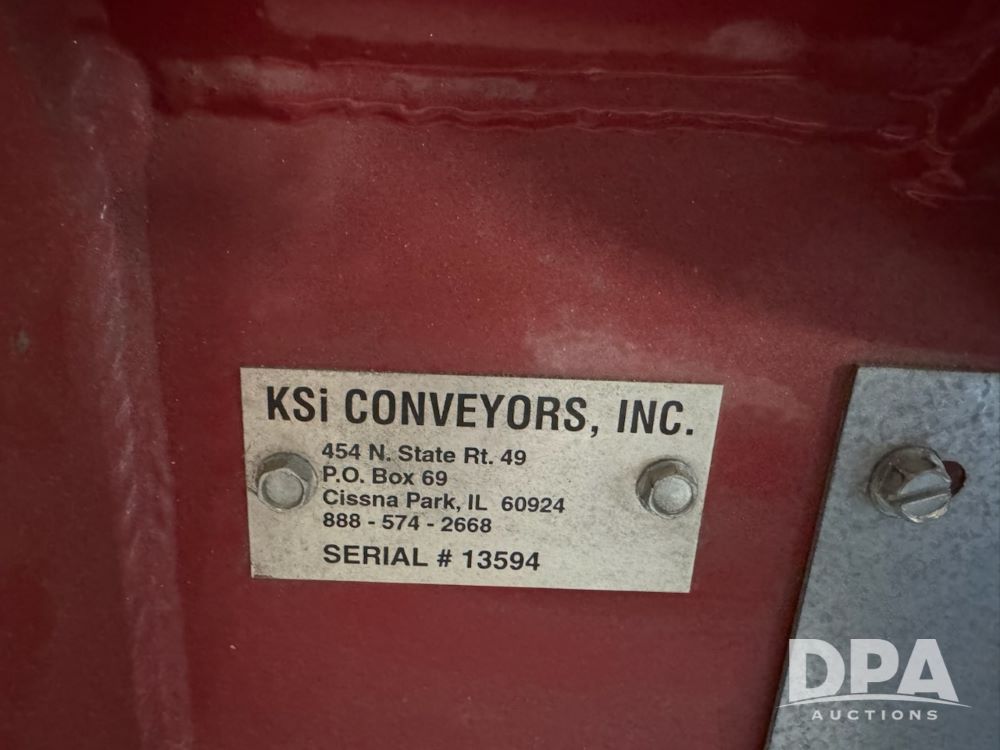 KSi CONVEYORS, INC.
454 N. State Rt. 49
P.O. Box 69
Cissna Park, IL 60924
888 - 574 - 2668
SERIAL # 13594
DPA
AUCTIONS